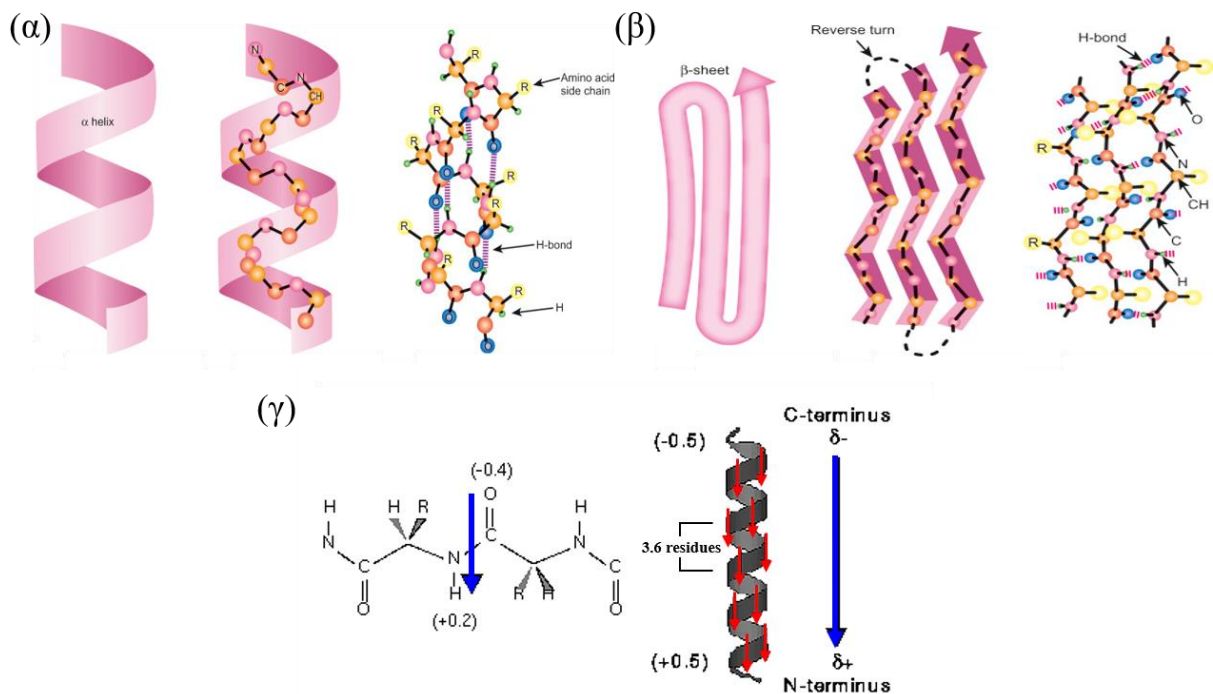 (α)
α helix
N
C
N
CH
R
R
R
R
R
R
R
Amino acid
side chain
H-bond
H
(β)
β-sheet
Reverse turn
H-bond
O
N
CH
C
H
R
R
(γ)
(-0.4)
H
H
R
O
H
N
C
N
C
N
C
O
H
R
H
O
(+0.2)
C-terminus
(-0.5)
δ-
3.6 residues
(+0.5)
δ+
N-terminus